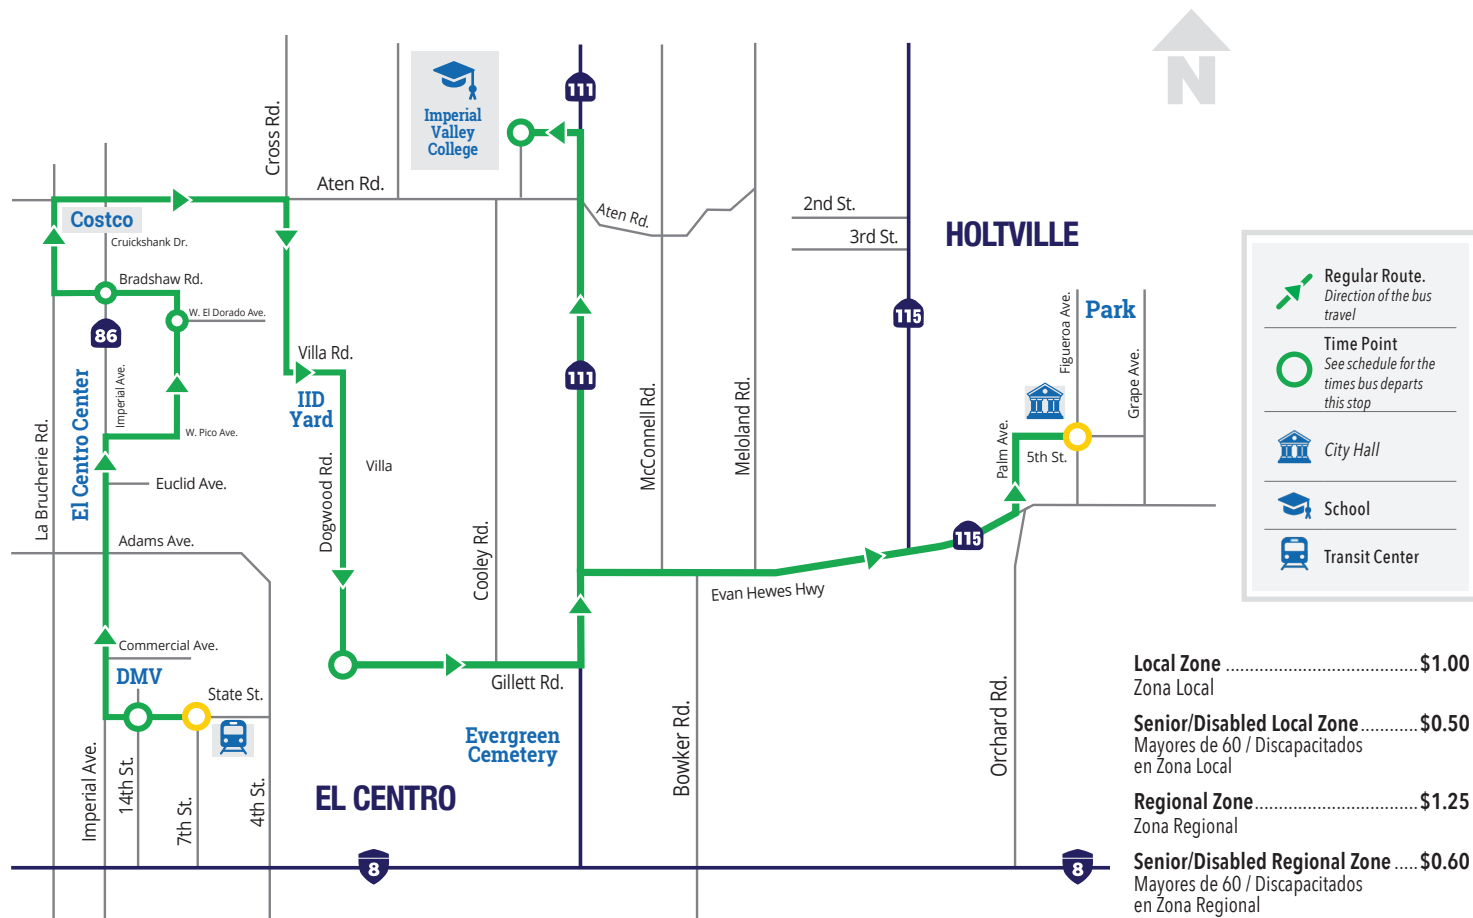 N
111
Imperial
Valley
College
Cross Rd.
Aten Rd.
Aten Rd.
2nd St.
3rd St.
HOLTVILLE
Costco
Cruickshank Dr.
Bradshaw Rd.
W. El Dorado Ave.
86
Imperial Ave.
El Centro Center
La Brucherie Rd.
W. Pico Ave.
Euclid Ave.
Adams Ave.
Villa Rd.
IID
Yard
Villa
Dogwood Rd.
Cooley Rd.
111
McConnell Rd.
Meloland Rd.
115
Figueroa Ave.
Park
Grape Ave.
Palm Ave.
5th St.
115
Evan Hewes Hwy
Commercial Ave.
DMV
State St.
Imperial Ave.
14th St.
7th St.
4th St.
Gillett Rd.
Evergreen
Cemetery
EL CENTRO
Bowker Rd.
Orchard Rd.
8
8
Regular Route.
Direction of the bus
travel
Time Point
See schedule for the
times bus departs
this stop
City Hall
School
Transit Center
Local Zone ........................................ $1.00
Zona Local
Senior/Disabled Local Zone ............ $0.50
Mayores de 60 / Discapacitados
en Zona Local
Regional Zone.................................. $1.25
Zona Regional
Senior/Disabled Regional Zone ..... $0.60
Mayores de 60 / Discapacitados
en Zona Regional